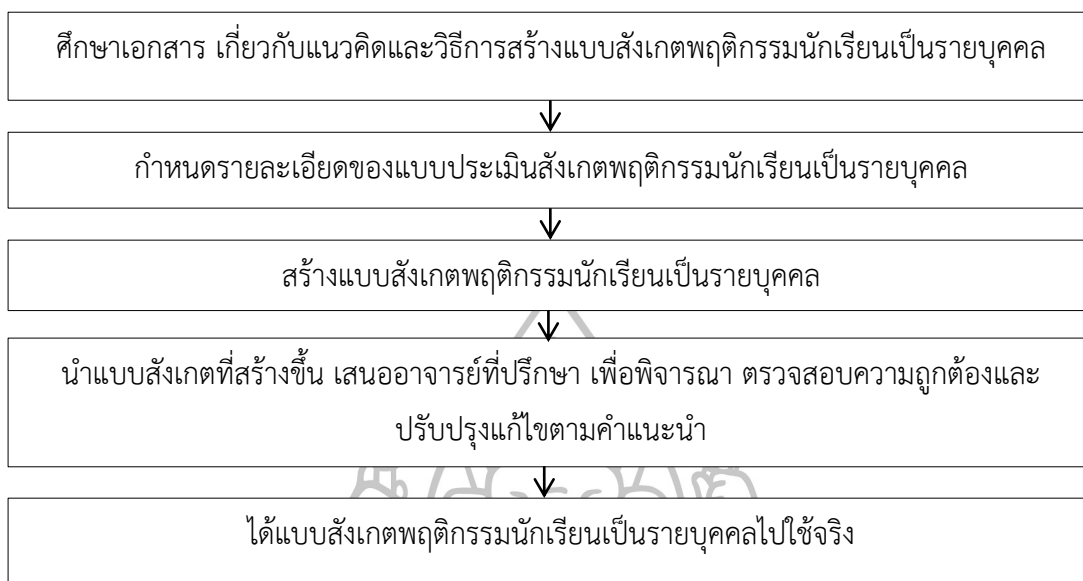 ศึกษาเอกสาร เกี่ยวกับแนวคิดและวิธีการสร้างแบบสังเกตพฤติกรรมนักเรียนเป็นรายบุคคล
กำหนดรายละเอียดของแบบประเมินสังเกตพฤติกรรมนักเรียนเป็นรายบุคคล
สร้างแบบสังเกตพฤติกรรมนักเรียนเป็นรายบุคคล
นำแบบสังเกตที่สร้างขึ้น เสนออาจารย์ที่ปรึกษา เพื่อพิจารณา ตรวจสอบความถูกต้องและ
ปรับปรุงแก้ไขตามคำแนะนำ
ได้แบบสังเกตพฤติกรรมนักเรียนเป็นรายบุคคลไปใช้จริง